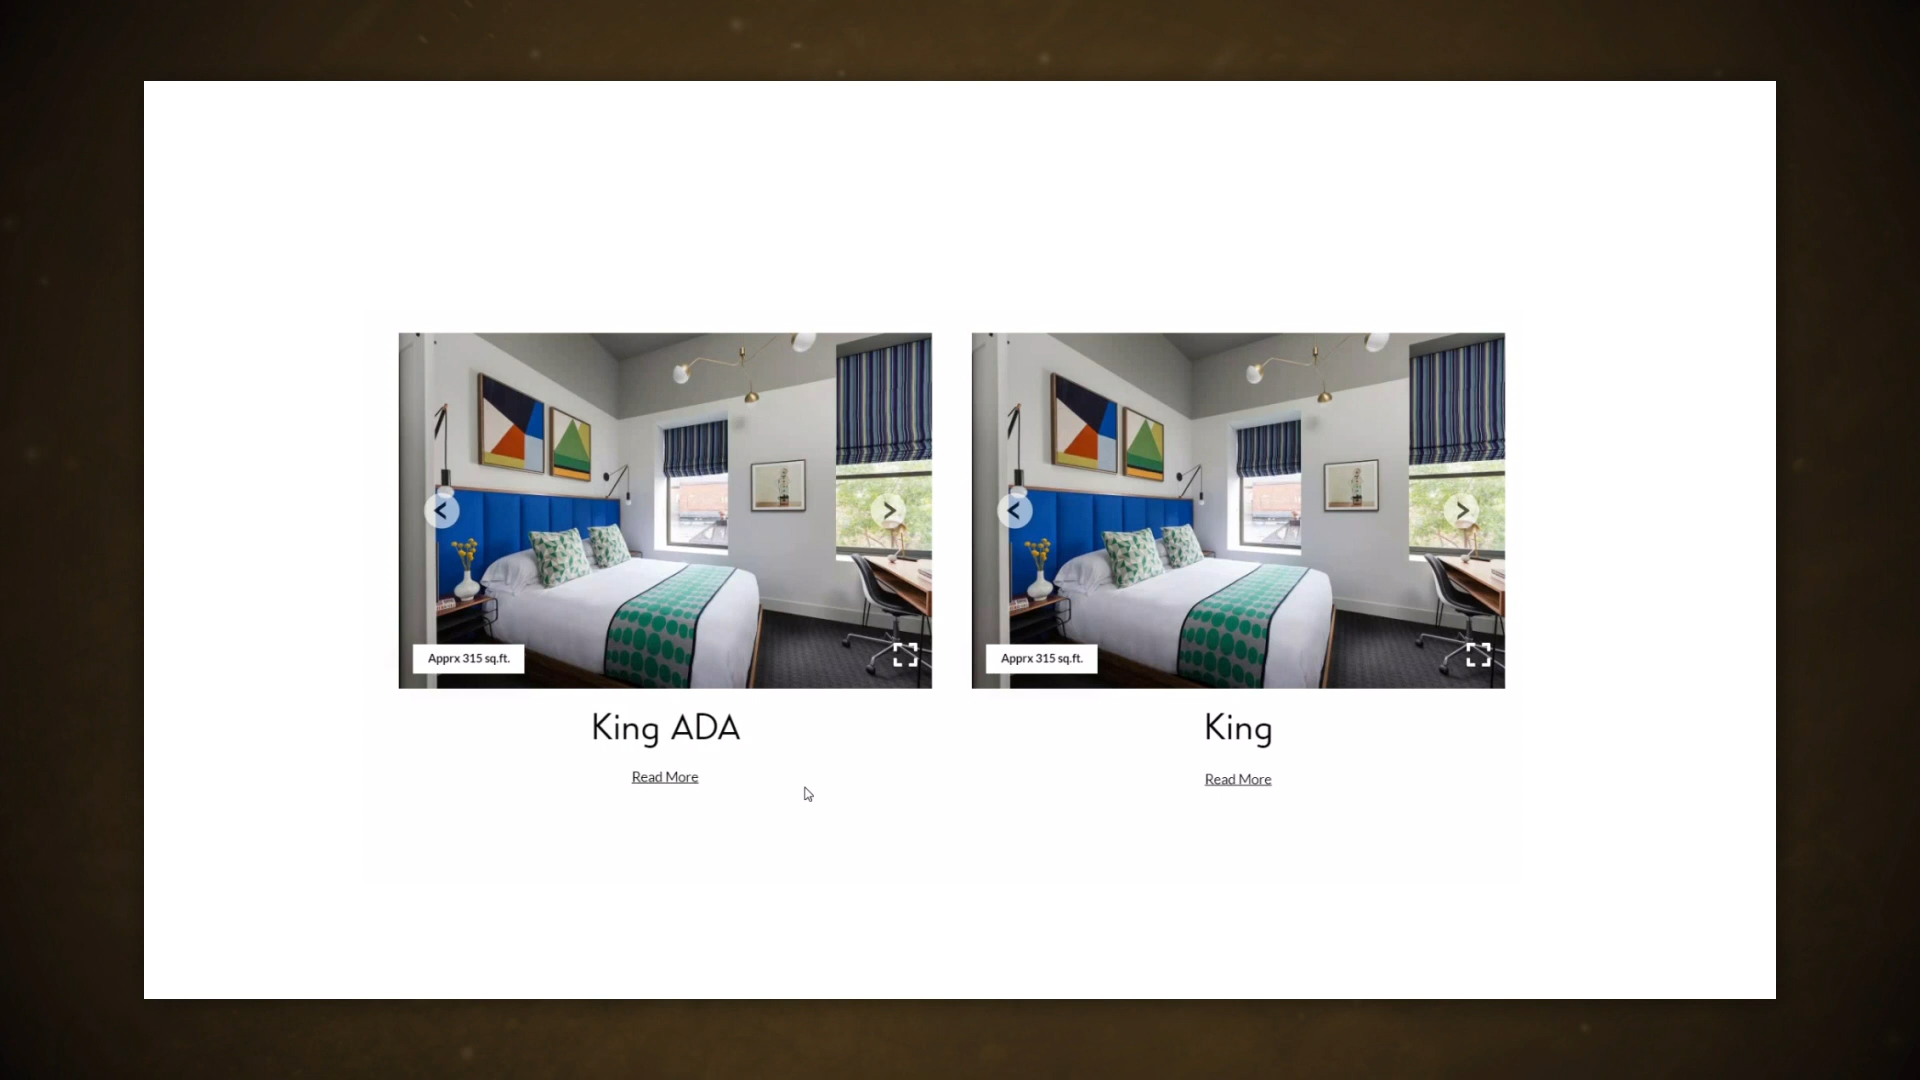 Apprx 315 sq.ft.
Apprx 315 sq.ft.
King ADA
King
Read More
Read More